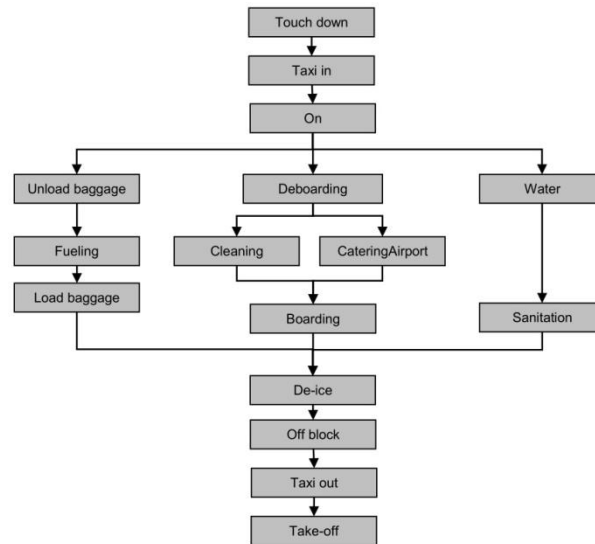 Touch down
Taxi in
On
Unload baggage
Deboarding
Water
Fueling
Cleaning
CateringAirport
Load baggage
Boarding
Sanitation
De-ice
Off block
Taxi out
Take-off